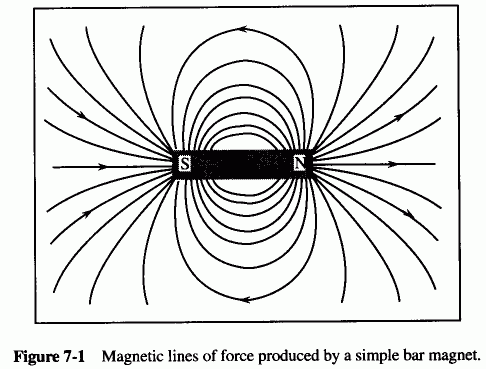 S N
Figure 7-1 Magnetic lines of force produced by a simple bar magnet.